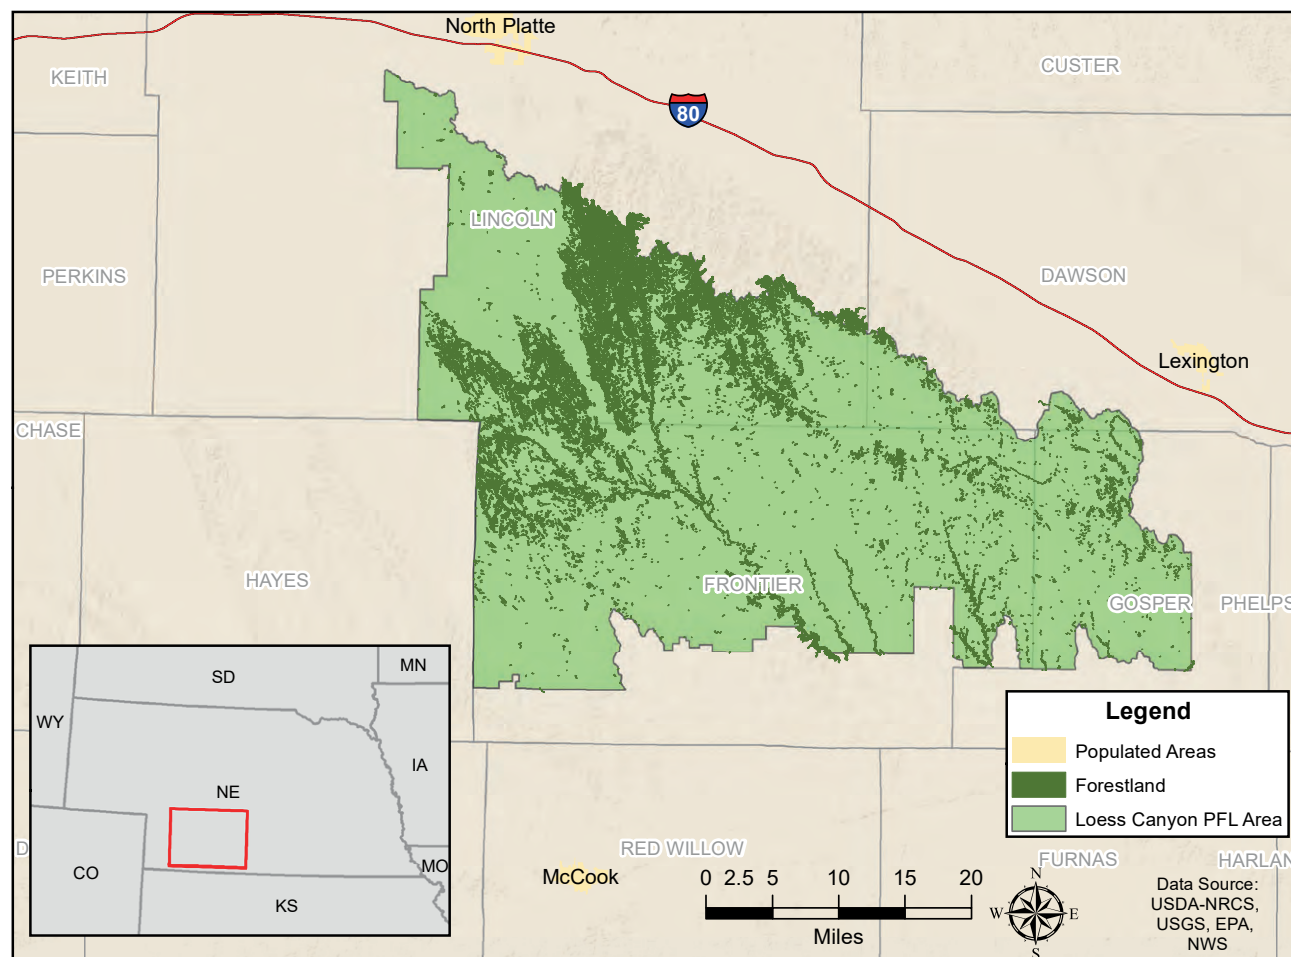 North Platte
KEITH
CUSTER
80
LINCOLN
PERKINS
DAWSON
Lexington
CHASE
HAYES
FRONTIER
GOSPER
PHELPS
SD
MN
WY
IA
NE
CO
MO
KS
D
Legend
Populated Areas
Forestland
Loess Canyon PFL Area
RED WILLOW
FURNAS
HARLAN
McCook
0 2.5 5 10 15 20
Miles
N
W E
S
Data Source:
USDA-NRCS,
USGS, EPA,
NWS